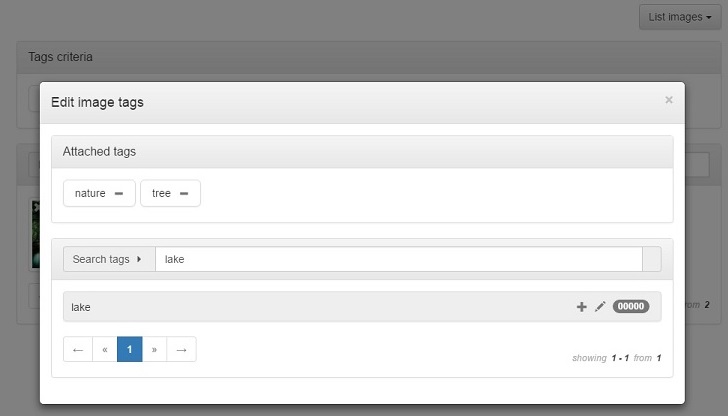 List images
Tags criteria
Edit image tags ×
Attached tags
nature
tree
Search tags lake
lake 00000
← « 1 » →
showing 1 - 1 from 1
from 2